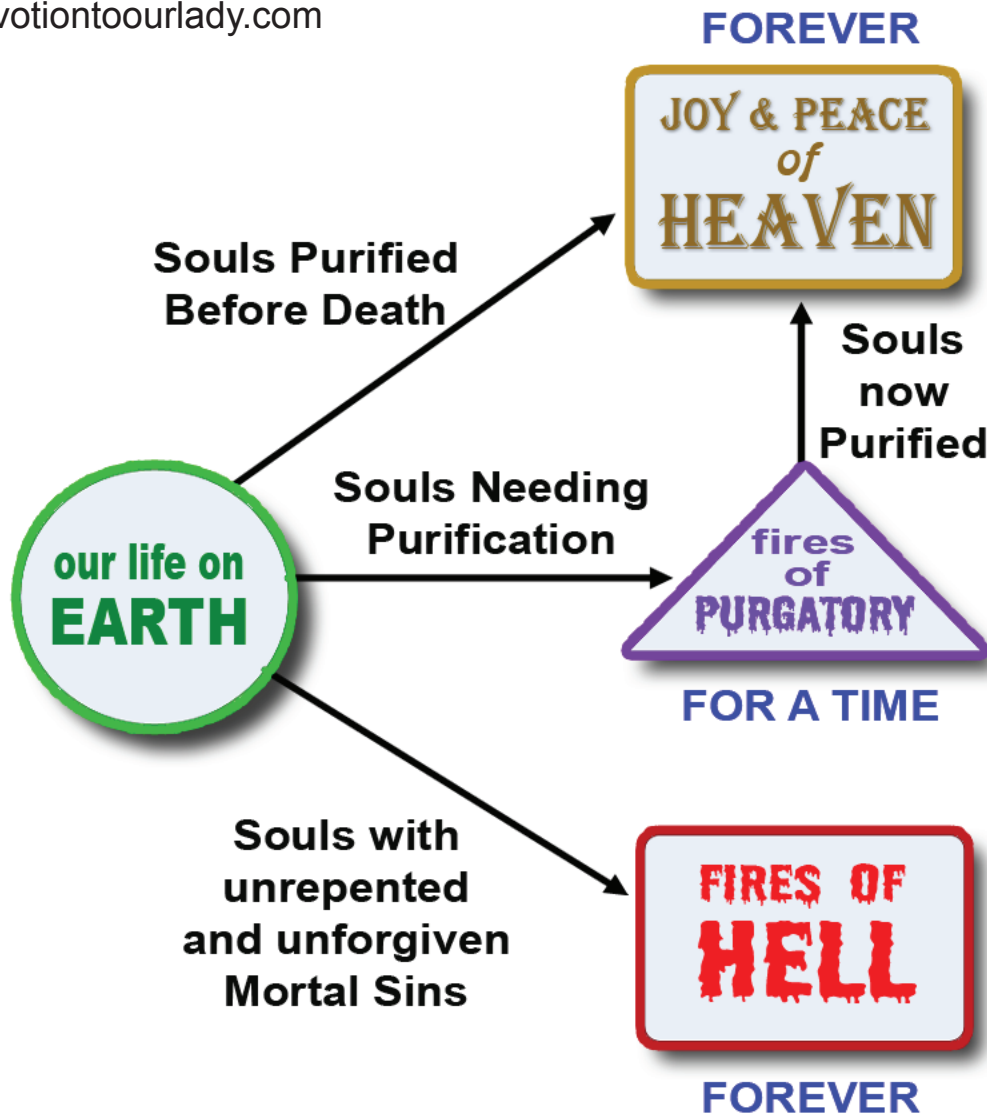 votiontoourlady.com
FOREVER
JOY & PEACE
of
HEAVEN
Souls Purified
Before Death
Souls
now
Purified
Souls Needing
Purification
our life on
EARTH
fires
of
PURGATORY
FOR A TIME
Souls with
unrepented
and unforgiven
Mortal Sins
FIRES OF
HELL
FOREVER